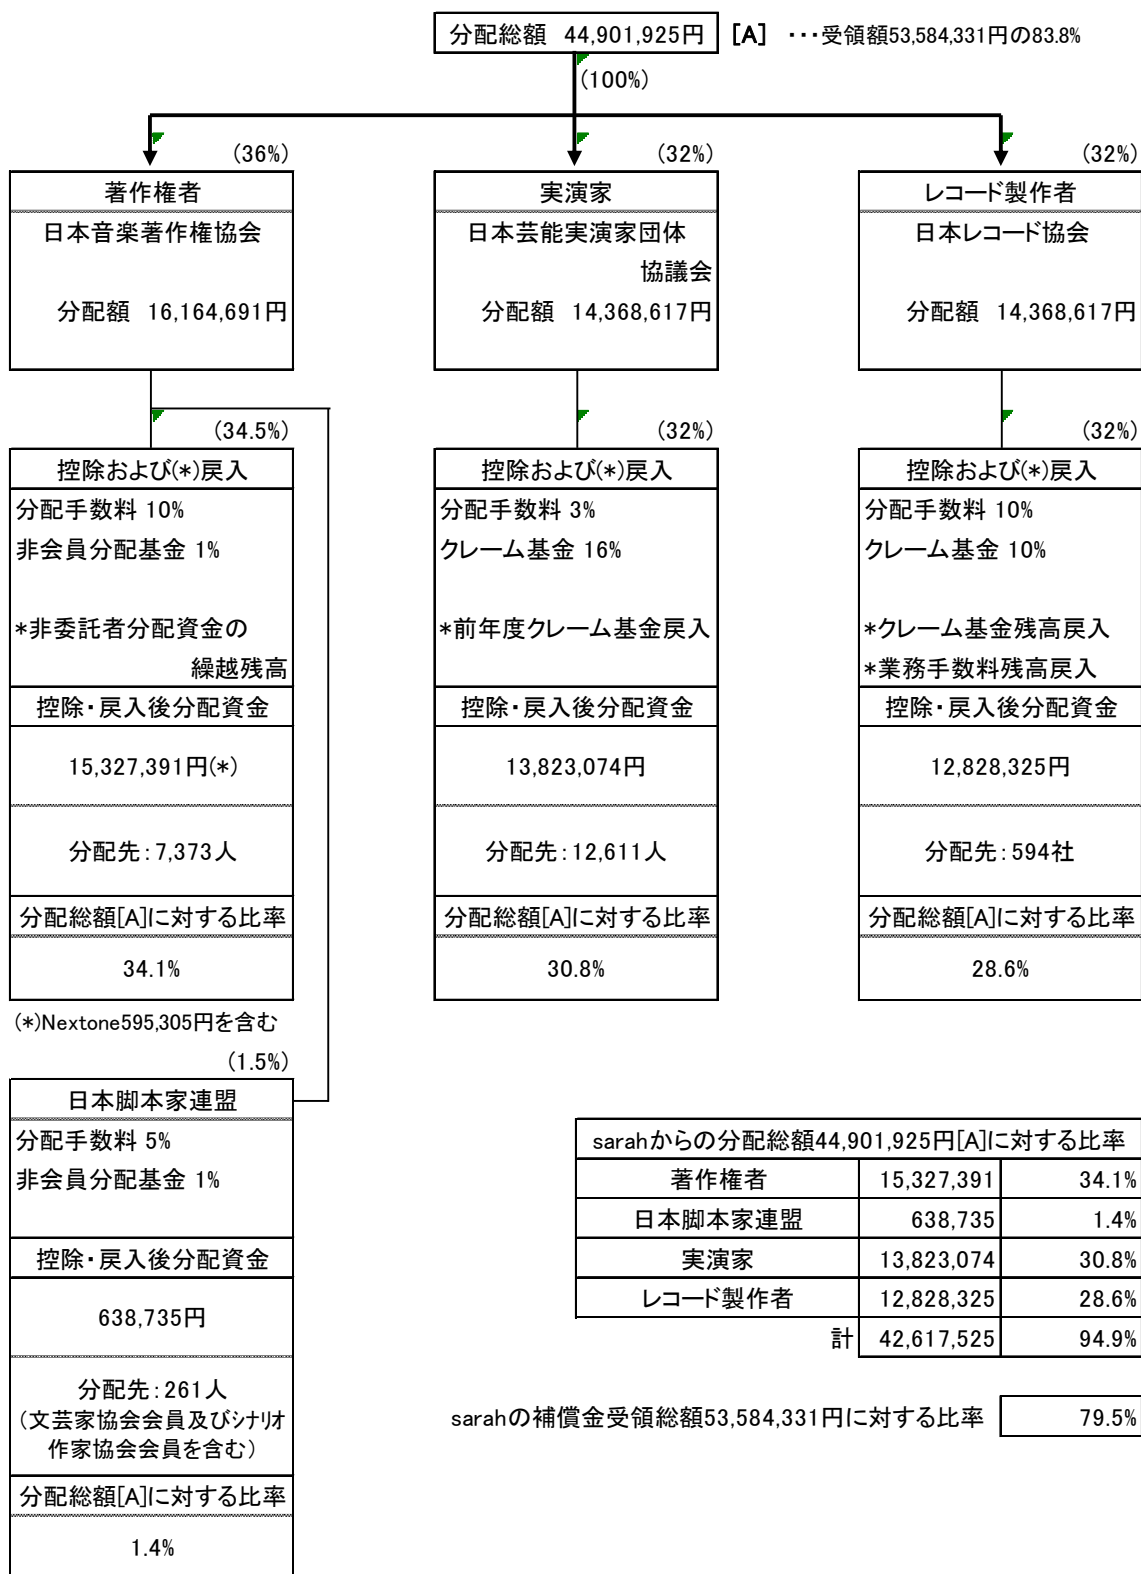 分配総額 44,901,925円 [A] ・・・受領額53,584,331円の83.8%
(100%)
(36%)
著作権者
日本音楽著作権協会
分配額 16,164,691円
(32%)
実演家
日本芸能実演家団体
協議会
分配額 14,368,617円
(32%)
レコード製作者
日本レコード協会
分配額 14,368,617円
(34.5%)
控除および(*)戻入
分配手数料 10%
非会員分配基金 1%
*非委託者分配資金の
繰越残高
控除・戻入後分配資金
15,327,391円(*)
分配先：7,373人
分配総額[A]に対する比率
34.1%
(*)Nextone595,305円を含む
(32%)
控除および(*)戻入
分配手数料 3%
クレーム基金 16%
*前年度クレーム基金戻入
控除・戻入後分配資金
13,823,074円
分配先：12,611人
分配総額[A]に対する比率
30.8%
(32%)
控除および(*)戻入
分配手数料 10%
クレーム基金 10%
*クレーム基金残高戻入
*業務手数料残高戻入
控除・戻入後分配資金
12,828,325円
分配先：594社
分配総額[A]に対する比率
28.6%
(1.5%)
日本脚本家連盟
分配手数料 5%
非会員分配基金 1%
控除・戻入後分配資金
638,735円
分配先：261人
（文芸家協会会員及びシナリオ
作家協会会員を含む）
分配総額[A]に対する比率
1.4%
sarahからの分配総額44,901,925円[A]に対する比率
著作権者 15,327,391 34.1%
日本脚本家連盟 638,735 1.4%
実演家 13,823,074 30.8%
レコード製作者 12,828,325 28.6%
計 42,617,525 94.9%
sarahの補償金受領総額53,584,331円に対する比率 79.5%